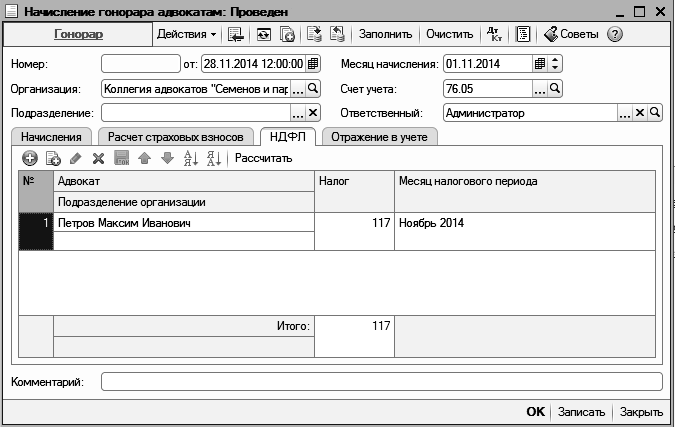 Начисление гонорара адвокатам: Проведен
Гонорар Действия Заполнить Очистить Дт Кт Советы ?
Номер: от: 28.11.2014 12:00:00 Месяц начисления: 01.11.2014
Организация: Коллегия адвокатов "Семенов и пар ... Счет учета: 76.05 ...
Подразделение: ... Ответственный: Администратор ...
Начисления Расчет страховых взносов НДФЛ Отражение в учете
Рассчитать
№ Адвокат Налог Месяц налогового периода
Подразделение организации
1 Петров Максим Иванович 117 Ноябрь 2014
Итого: 117
Комментарий:
OK Записать Закрыть